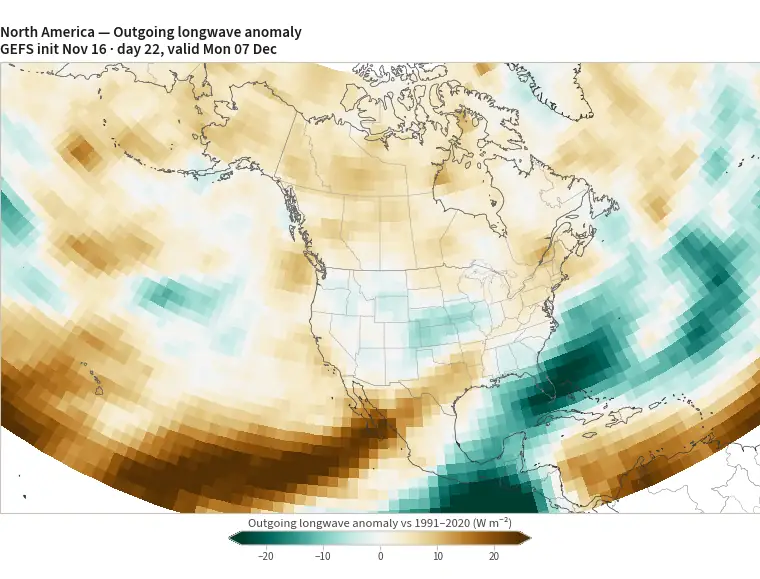 North America — Outgoing longwave anomaly
GEFS init Nov 16 · day 22, valid Mon 07 Dec
Outgoing longwave anomaly vs 1991–2020 (W m⁻²)
−20 −10 0 10 20